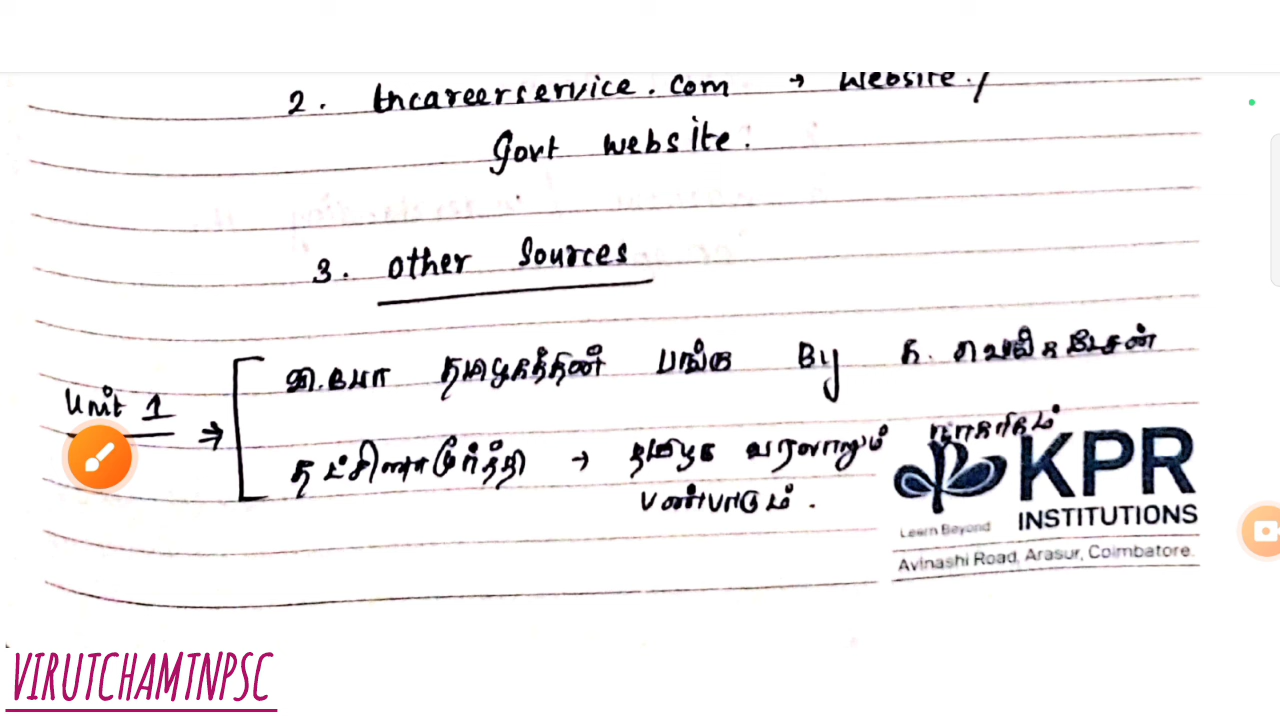 2. tncareerservice.com → Website./
Govt Website.
3. Other Sources
Unit 1 ⇒
இ.போ தமிழகத்தின் பங்கு By க. வெங்கடேசன்
தட்சிணாமூர்த்தி → தமிழக வரலாறும் நாகரிகம்
பண்பாடும்.
KPR
INSTITUTIONS
Learn Beyond
Avinashi Road, Arasur, Coimbatore.
VIRUTCHAMTNPSC